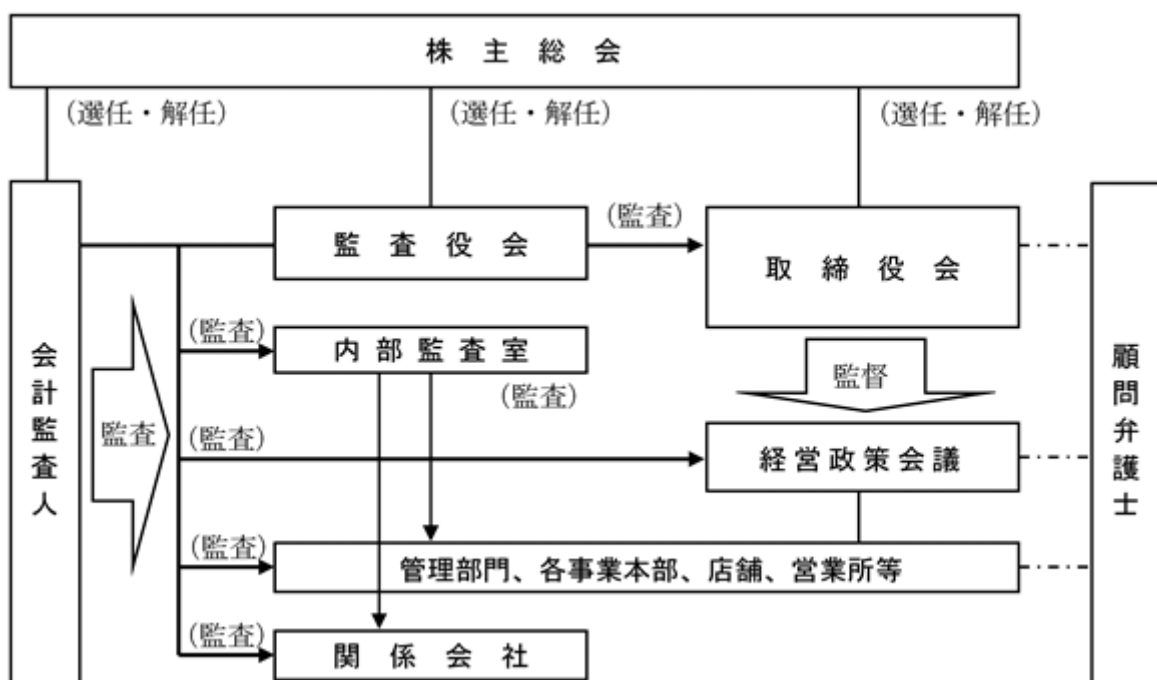 株主総会
(選任・解任)
(選任・解任)
(選任・解任)
監査役会
(監査)
取締役会
(監査)
内部監査室
(監査)
監督
会計監査人
監査
(監査)
経営政策会議
顧問弁護士
(監査)
管理部門、各事業本部、店舗、営業所等
(監査)
関係会社